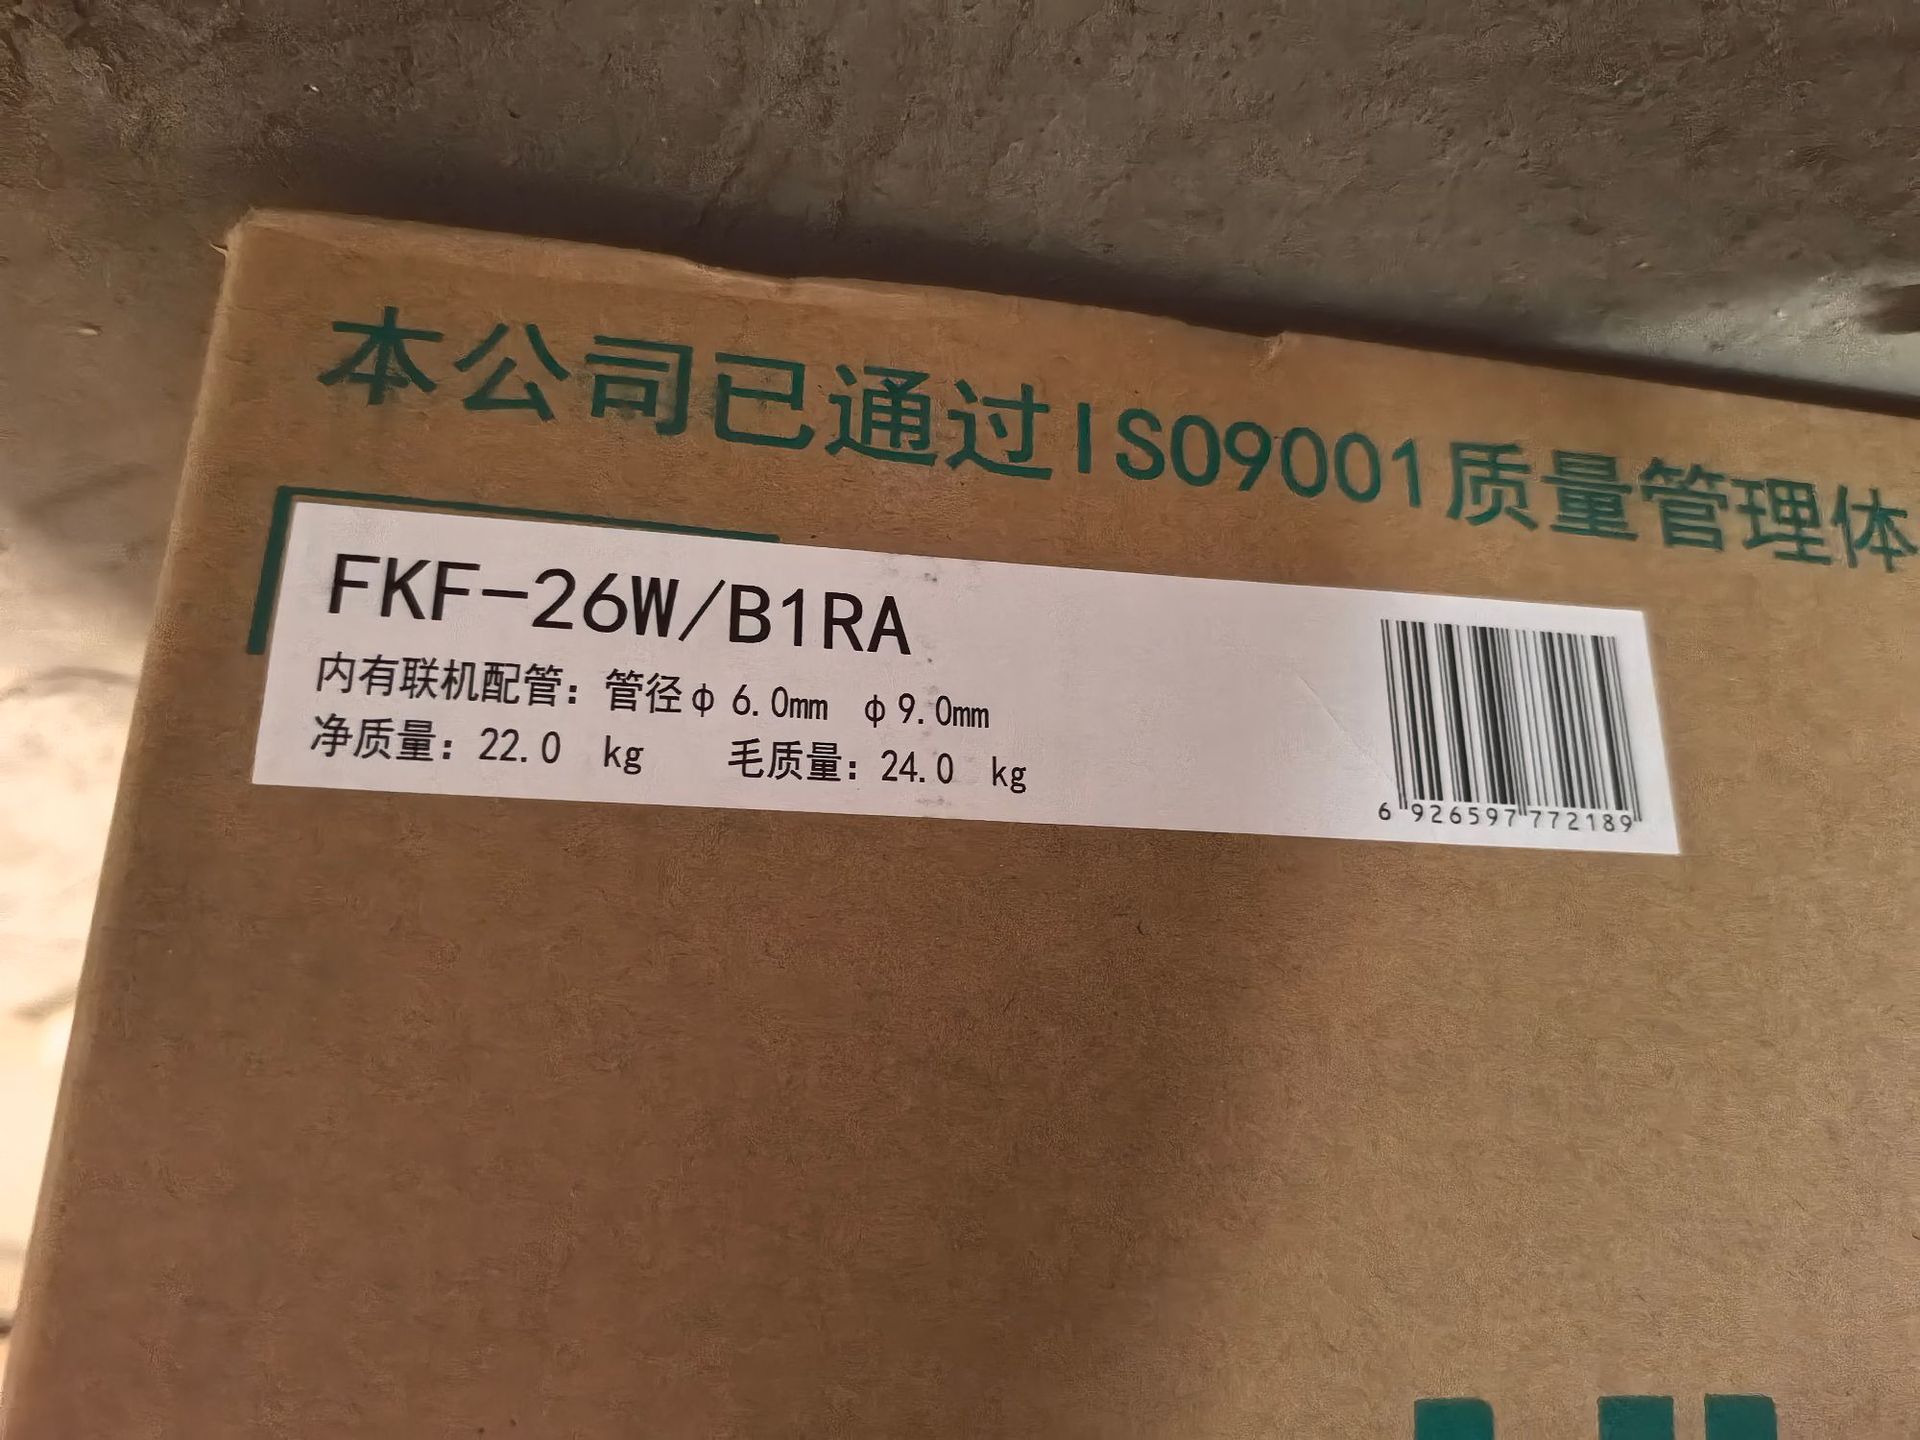 本公司已通过ISO9001质量管理体
FKF-26W/B1RA
内有联机配管：管径φ6.0mm φ9.0mm
净质量：22.0 kg 毛质量：24.0 kg
6 926597 772189